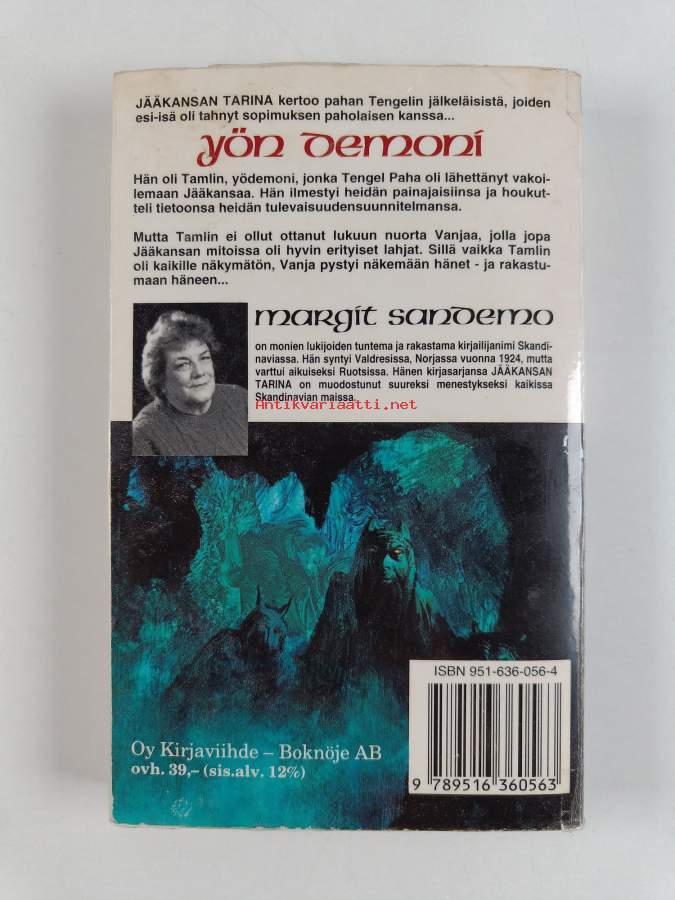 JÄÄKANSAN TARINA kertoo pahan Tengelin jälkeläisistä, joiden
esi-isä oli tahnyt sopimuksen paholaisen kanssa...
yön demoni
Hän oli Tamlin, yödemoni, jonka Tengel Paha oli lähettänyt vakoi-
lemaan Jääkansaa. Hän ilmestyi heidän painajaisiinsa ja houkut-
teli tietoonsa heidän tulevaisuudensuunnitelmansa.
Mutta Tamlin ei ollut ottanut lukuun nuorta Vanjaa, jolla jopa
Jääkansan mitoissa oli hyvin erityiset lahjat. Sillä vaikka Tamlin
oli kaikille näkymätön, Vanja pystyi näkemään hänet - ja rakastu-
maan häneen...
margit sandemo
on monien lukijoiden tuntema ja rakastama kirjailijanimi Skandi-
naviassa. Hän syntyi Valdresissa, Norjassa vuonna 1924, mutta
varttui aikuiseksi Ruotsissa. Hänen kirjasarjansa JÄÄKANSAN
TARINA on muodostunut suureksi menestykseksi kaikissa
Skandinavian maissa.
Antikvariaatti.net
ISBN 951-636-056-4
9 789516 360563
Oy Kirjaviihde – Boknöje AB
ovh. 39,– (sis.alv. 12%)